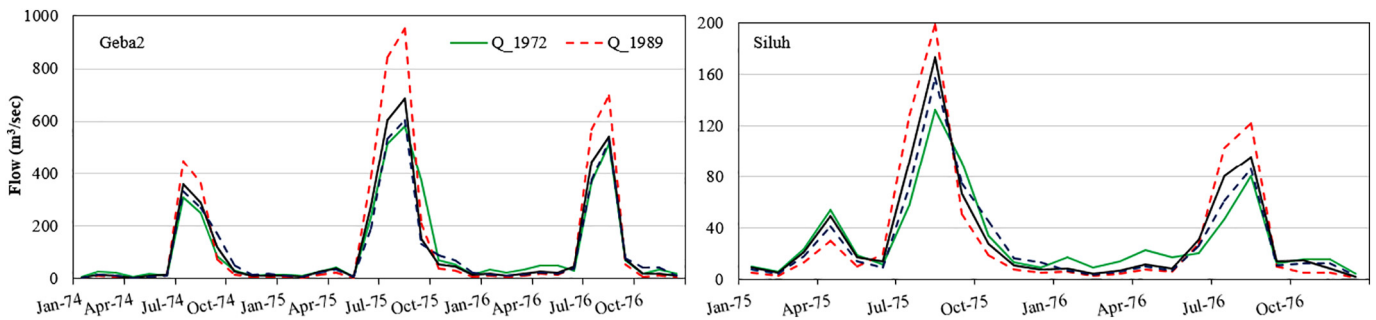 1000
800
600
400
200
0
Flow (m³/sec)
Geba2
Q_1972
Q_1989
Jan-74
Apr-74
Jul-74
Oct-74
Jan-75
Apr-75
Jul-75
Oct-75
Jan-76
Apr-76
Jul-76
Oct-76
200
160
120
80
40
0
Siluh
Jan-75
Apr-75
Jul-75
Oct-75
Jan-76
Apr-76
Jul-76
Oct-76